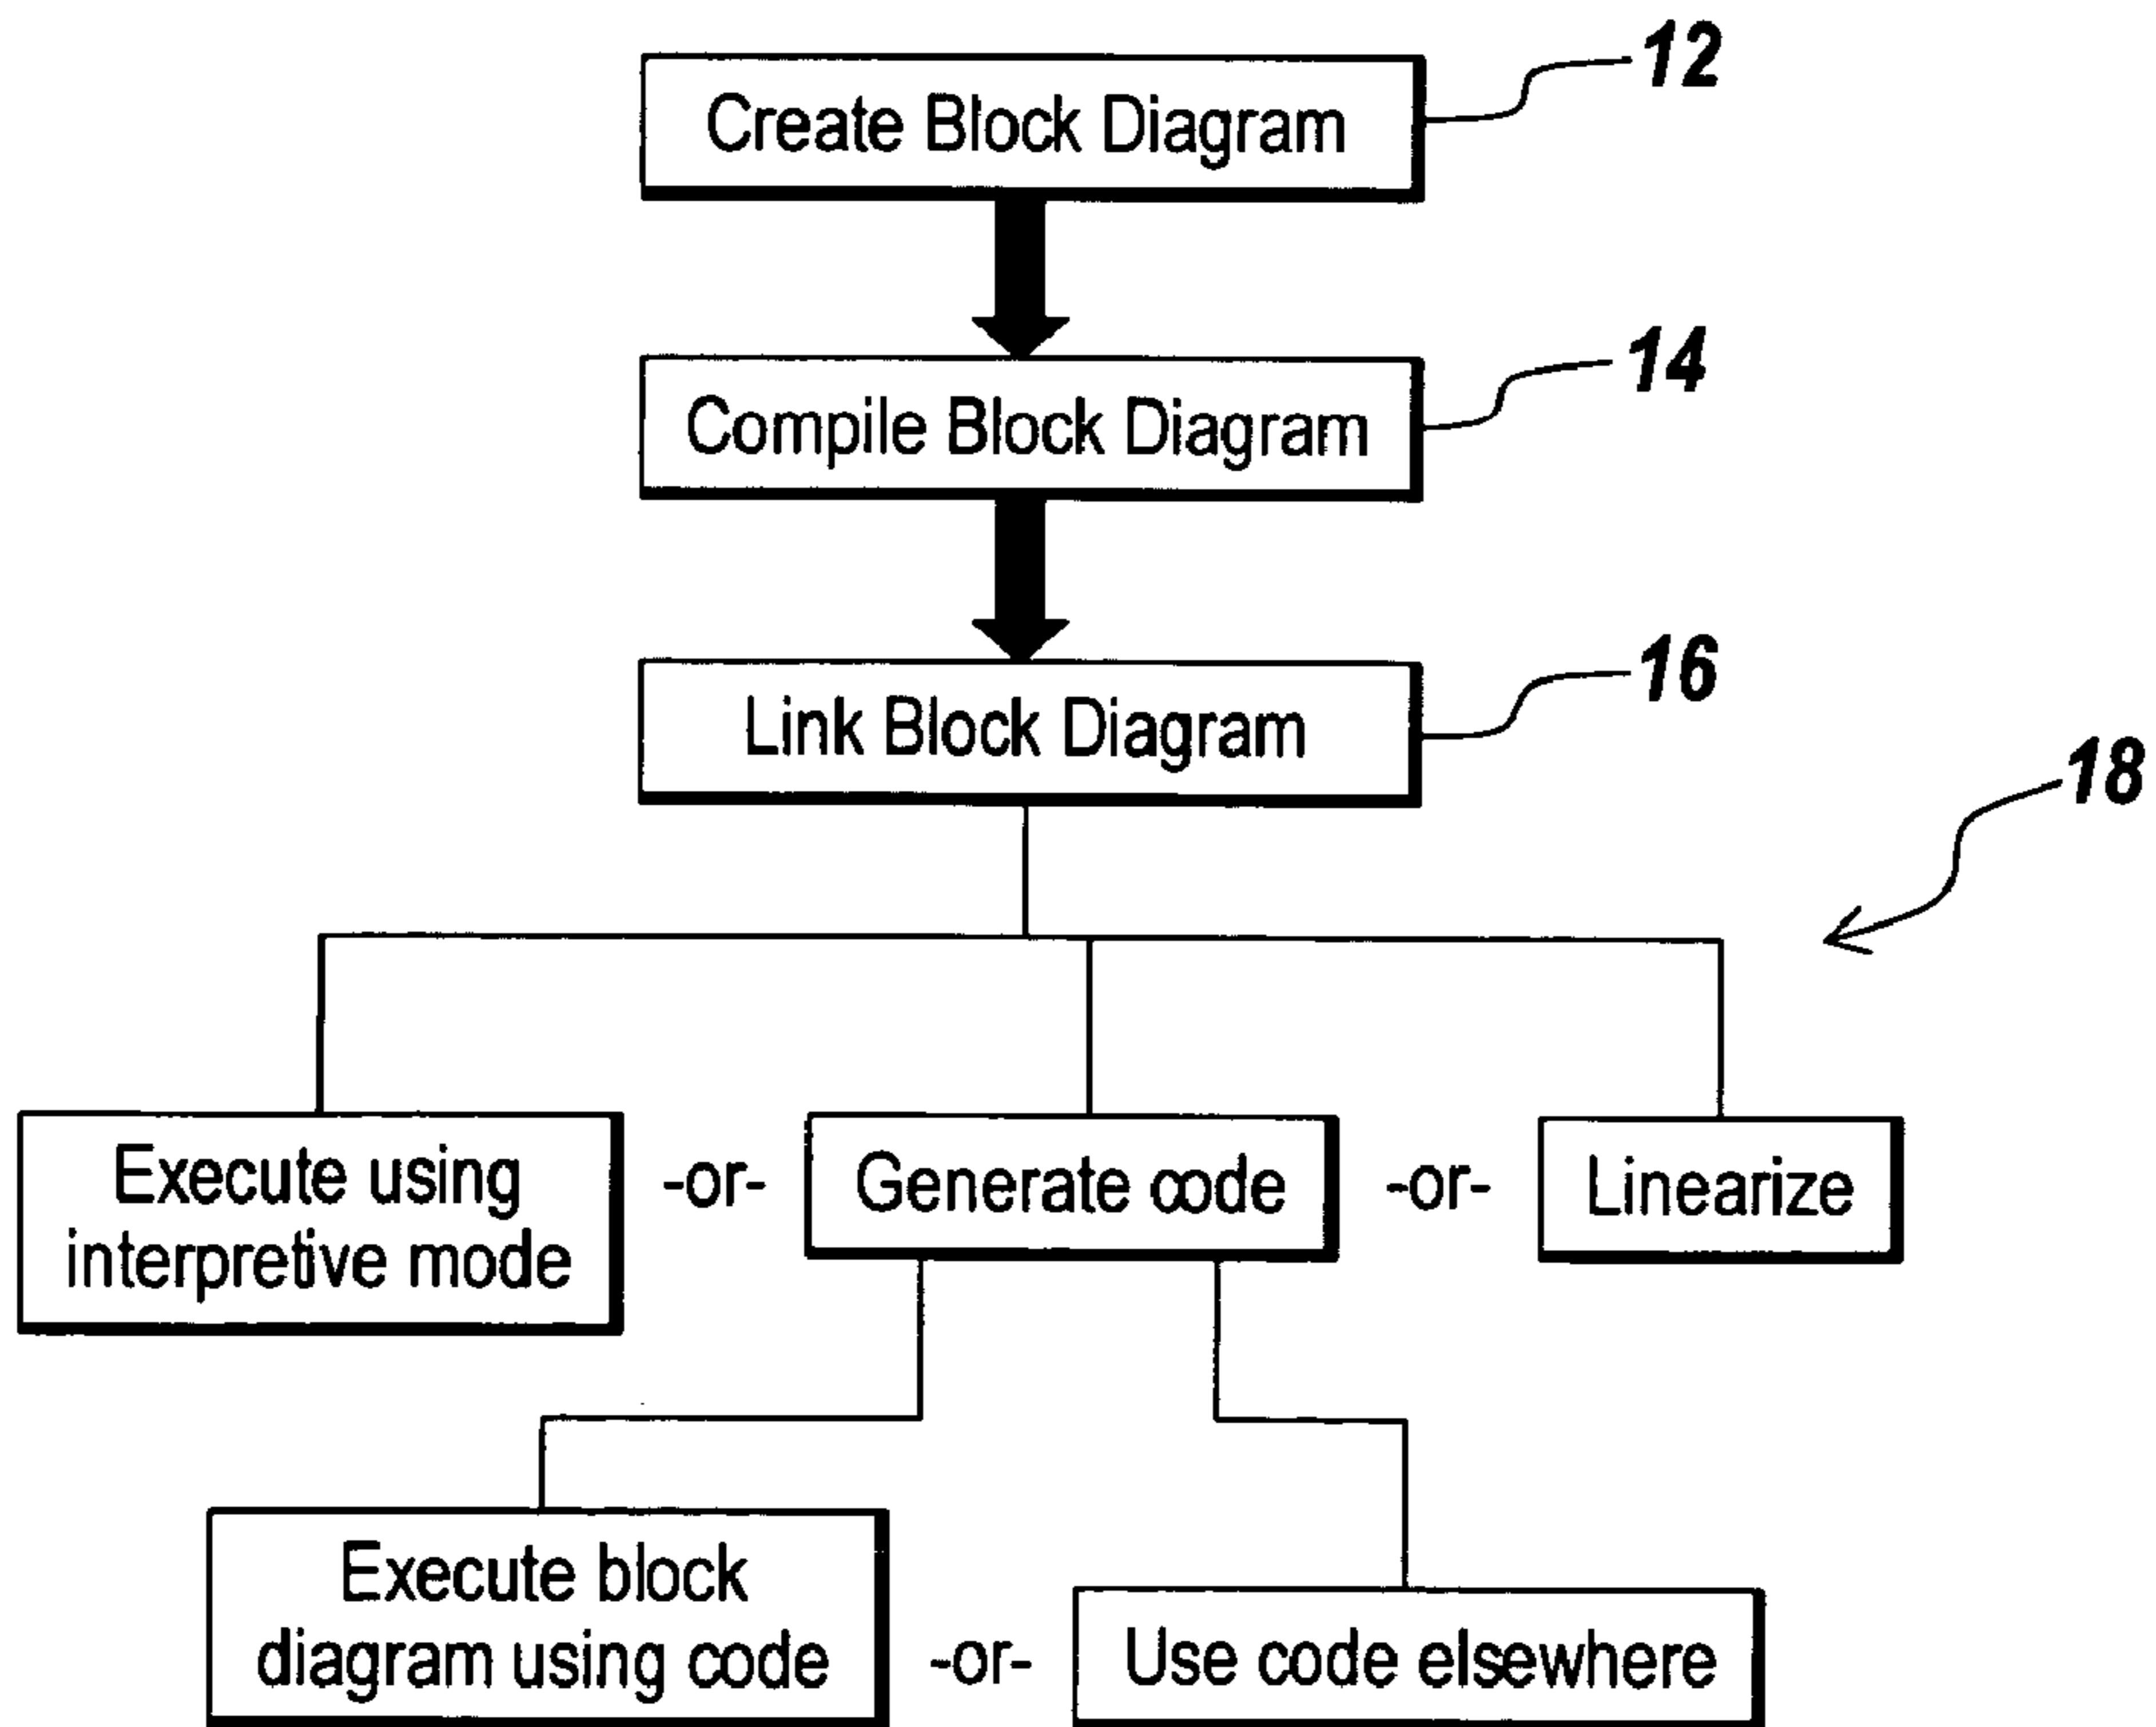 Create Block Diagram
12
Compile Block Diagram
14
Link Block Diagram
16
18
Execute using
interpretive mode
-or-
Generate code
-or-
Linearize
Execute block
diagram using code
-or-
Use code elsewhere